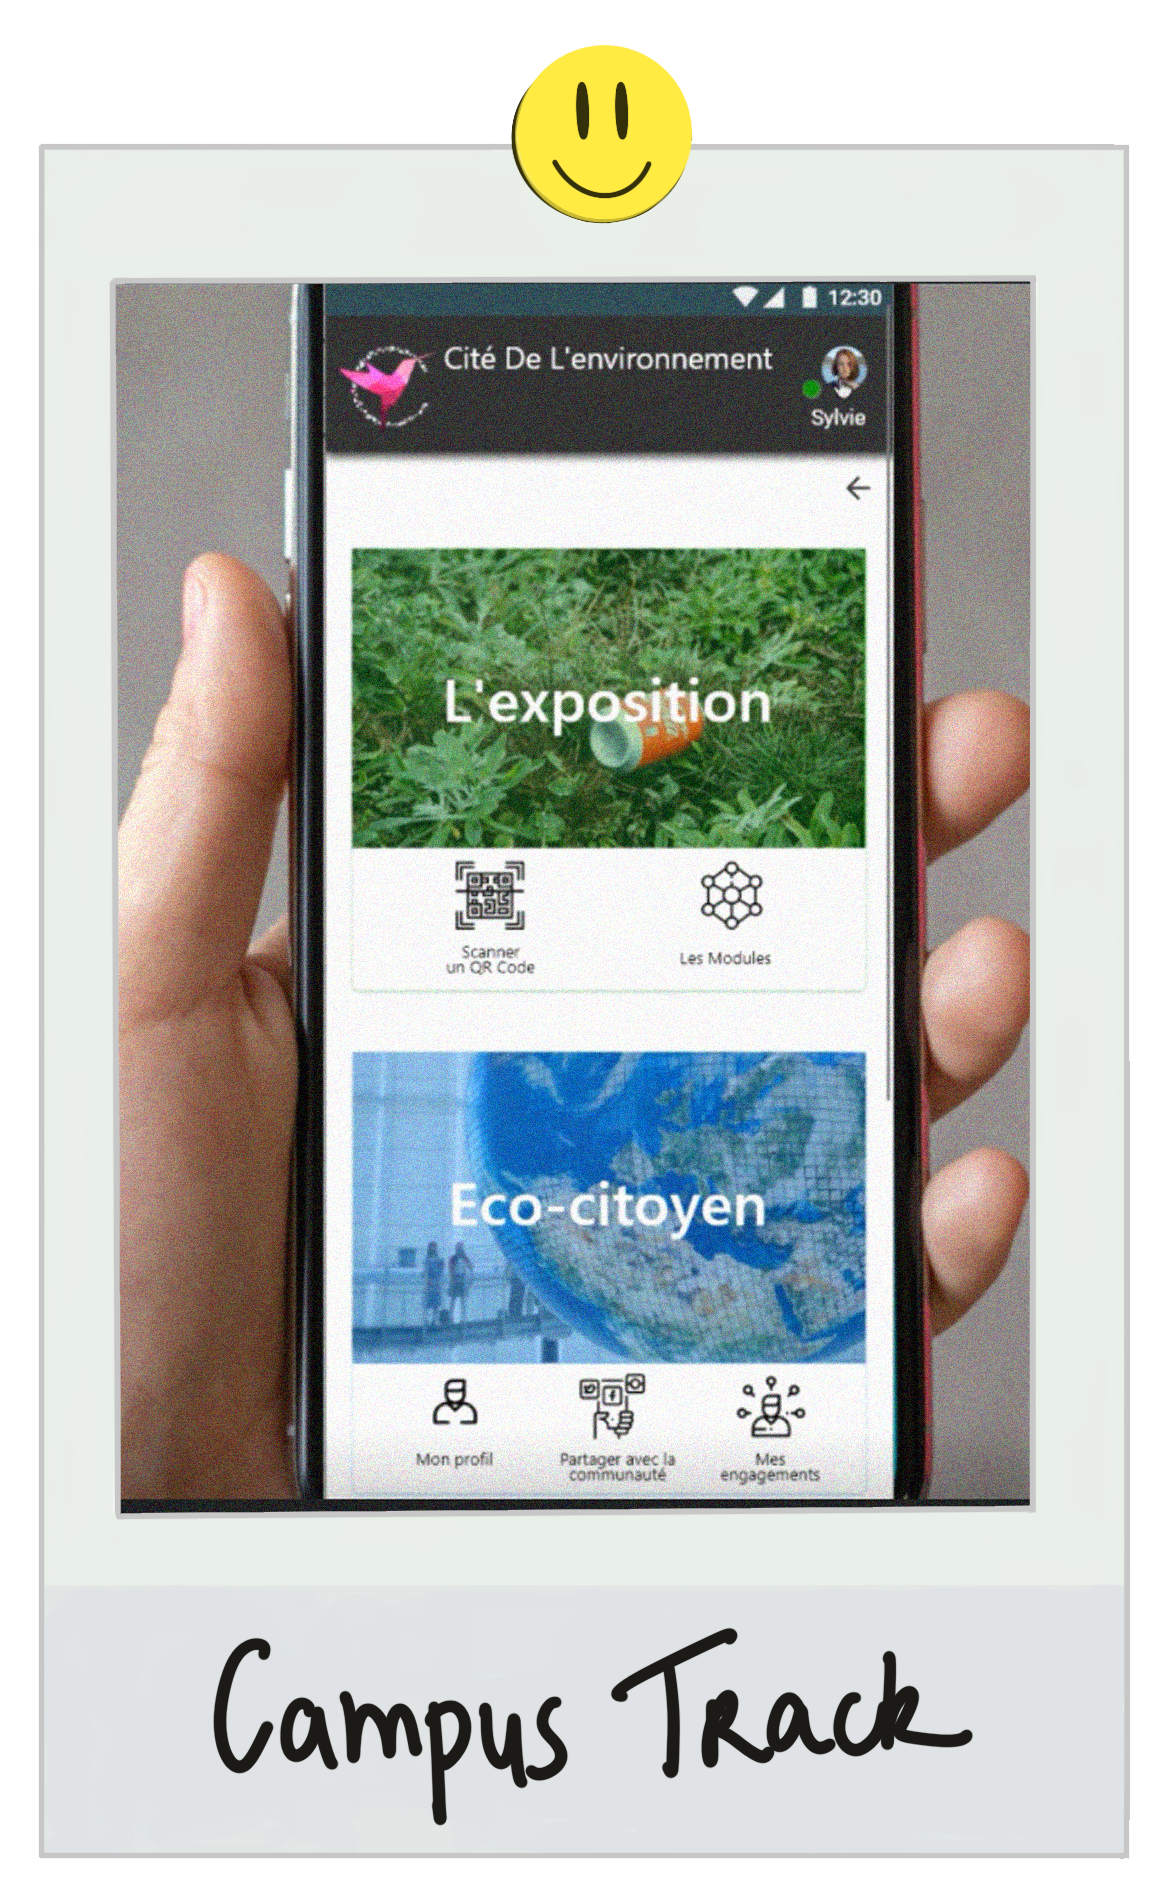 12:30
Cité De L'environnement
Sylvie
L'exposition
Scanner
un QR Code
Les Modules
Eco-citoyen
Mon profil
Partager avec la
communauté
Mes
engagements
Campus Track